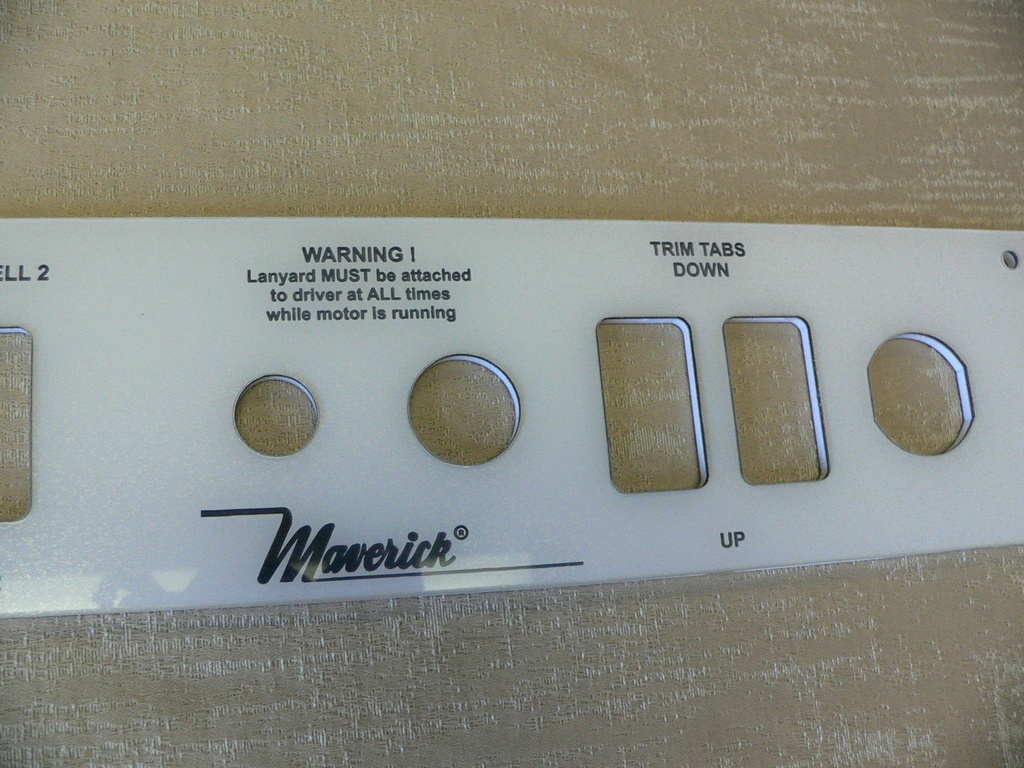 ELL 2
WARNING !
Lanyard MUST be attached
to driver at ALL times
while motor is running
TRIM TABS
DOWN
UP
Maverick®